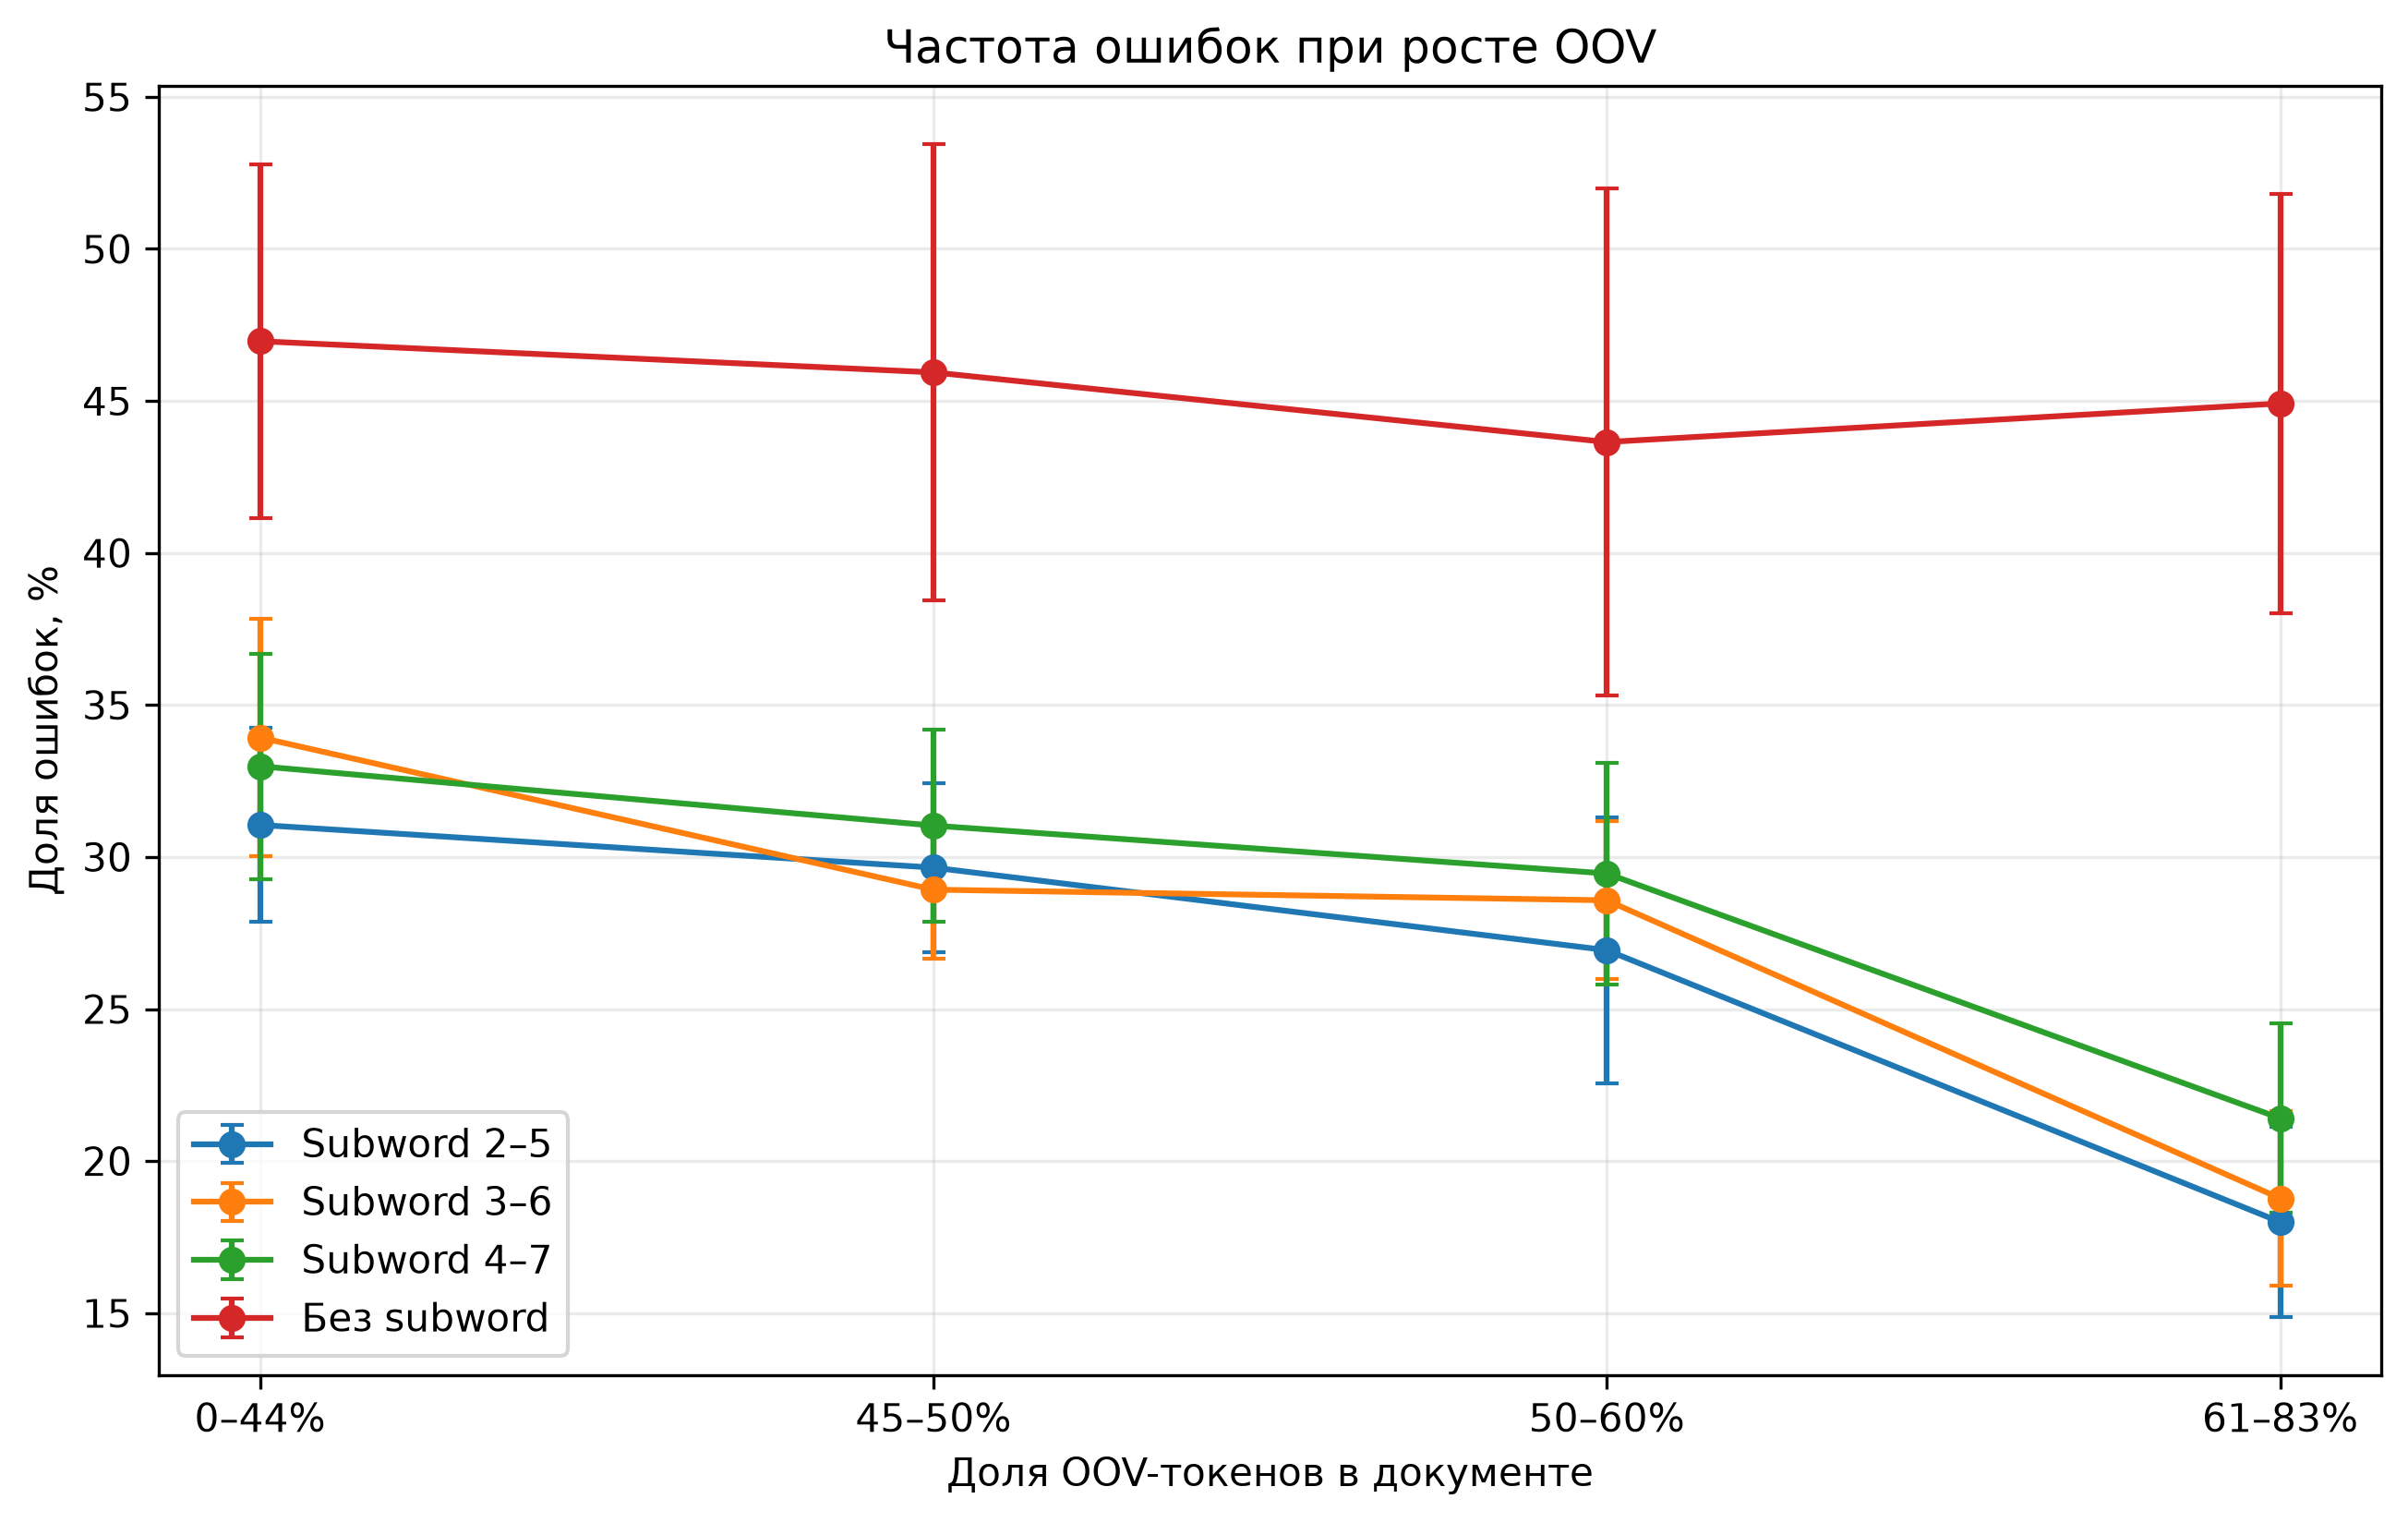 Частота ошибок при росте OOV
Доля ошибок, %
55
50
45
40
35
30
25
20
15
Subword 2–5
Subword 3–6
Subword 4–7
Без subword
0–44%
45–50%
50–60%
61–83%
Доля OOV-токенов в документе